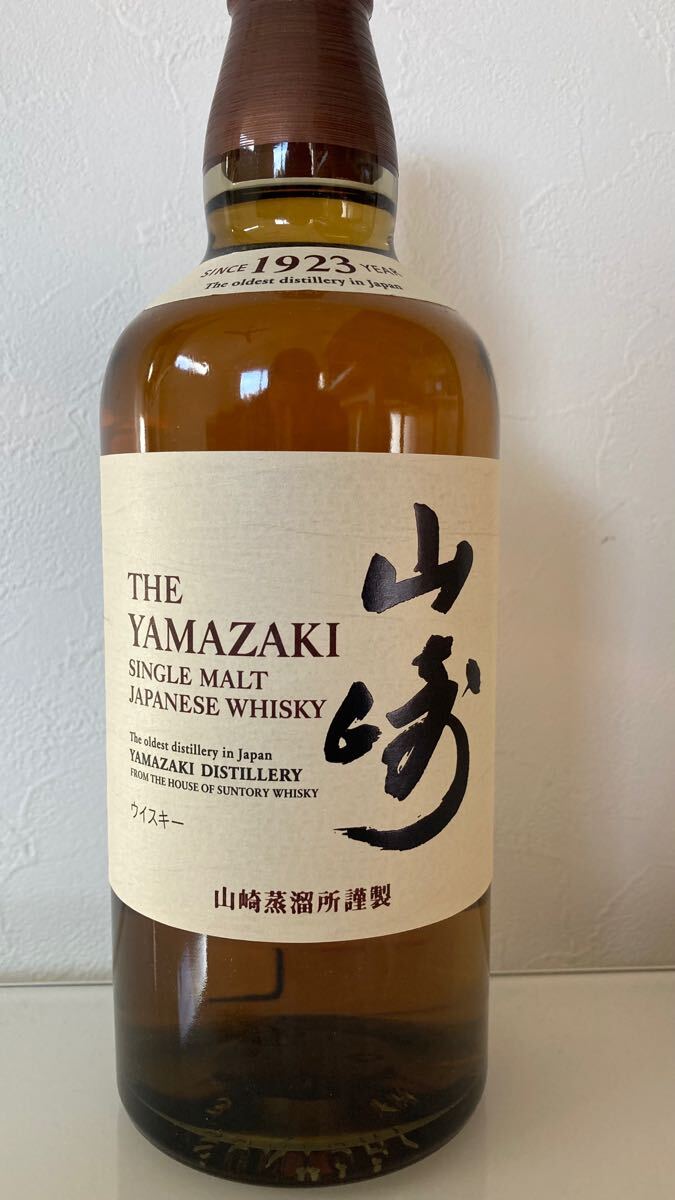 SINCE 1923 YEAR
The oldest distillery in Japan
山崎
THE
YAMAZAKI
SINGLE MALT
JAPANESE WHISKY
The oldest distillery in Japan
YAMAZAKI DISTILLERY
FROM THE HOUSE OF SUNTORY WHISKY
ウイスキー
山崎蒸溜所謹製